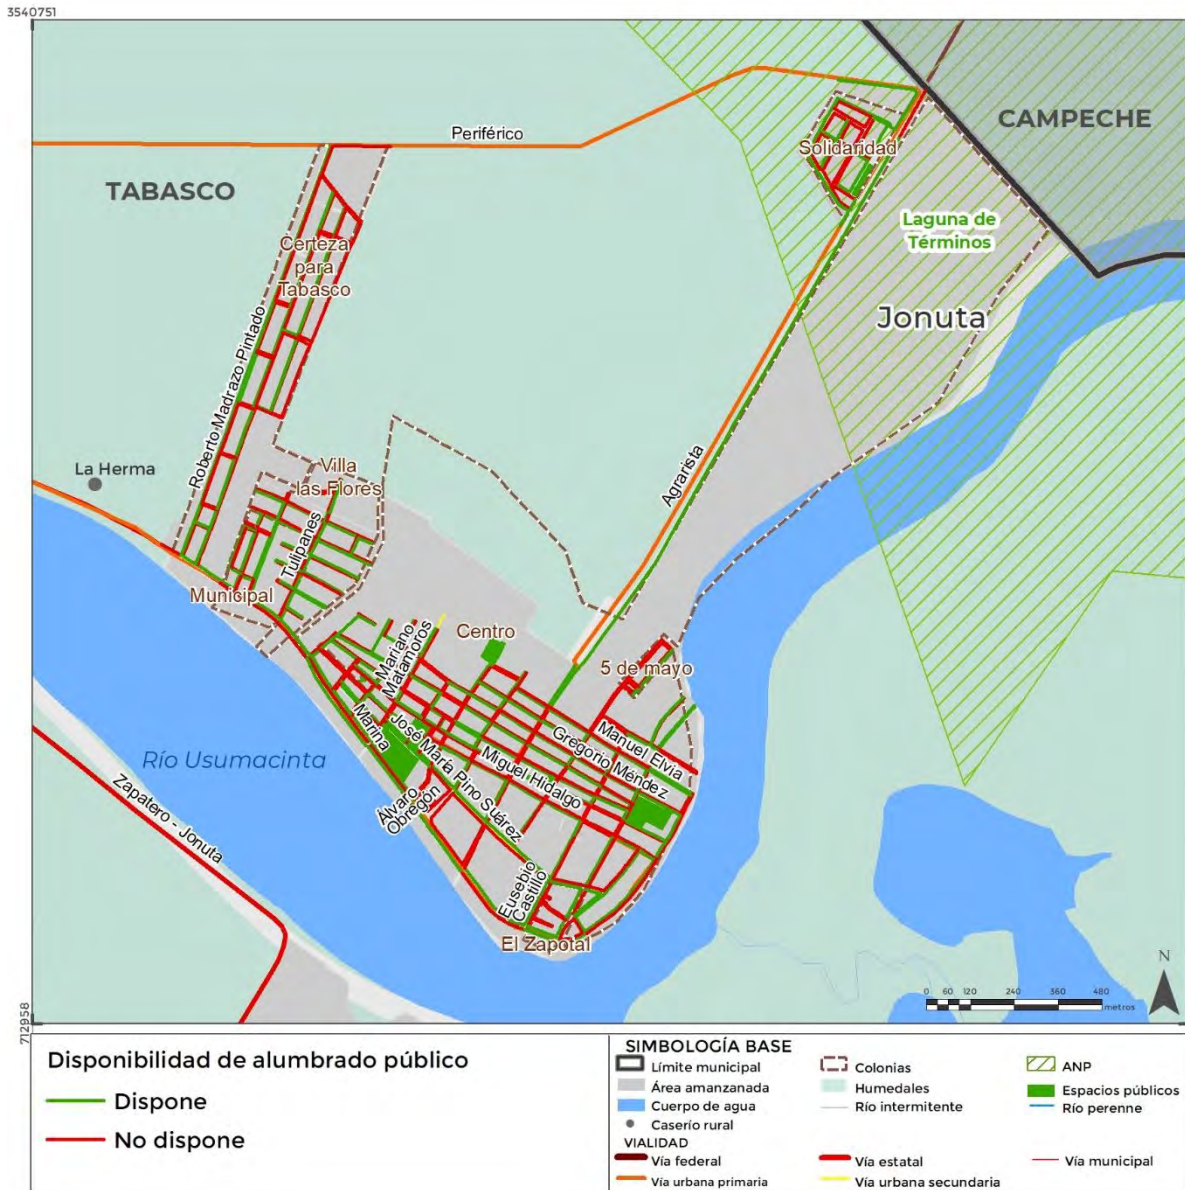 3540751
712958
Periférico
CAMPECHE
TABASCO
Solidaridad
Laguna de
Términos
Certeza
para
Tabasco
Jonuta
Roberto Madrazo Pintado
La Herma
Villa
las Flores
Agrarista
Tulipanes
Municipal
Mariano
Matamoros
Centro
5 de mayo
Marina
José María Pino Suárez
Gregorio Méndez
Manuel Elvia
Miguel Hidalgo
Río Usumacinta
Álvaro
Obregón
Zapatero - Jonuta
Eusebio
Castillo
El Zapotal
N
0 60 120 240 360 480
metros
Disponibilidad de alumbrado público
Dispone
No dispone
SIMBOLOGÍA BASE
Límite municipal
Área amanzanada
Cuerpo de agua
Caserío rural
Colonias
Humedales
Río intermitente
ANP
Espacios públicos
Río perenne
VIALIDAD
Vía federal
Vía urbana primaria
Vía estatal
Vía urbana secundaria
Vía municipal